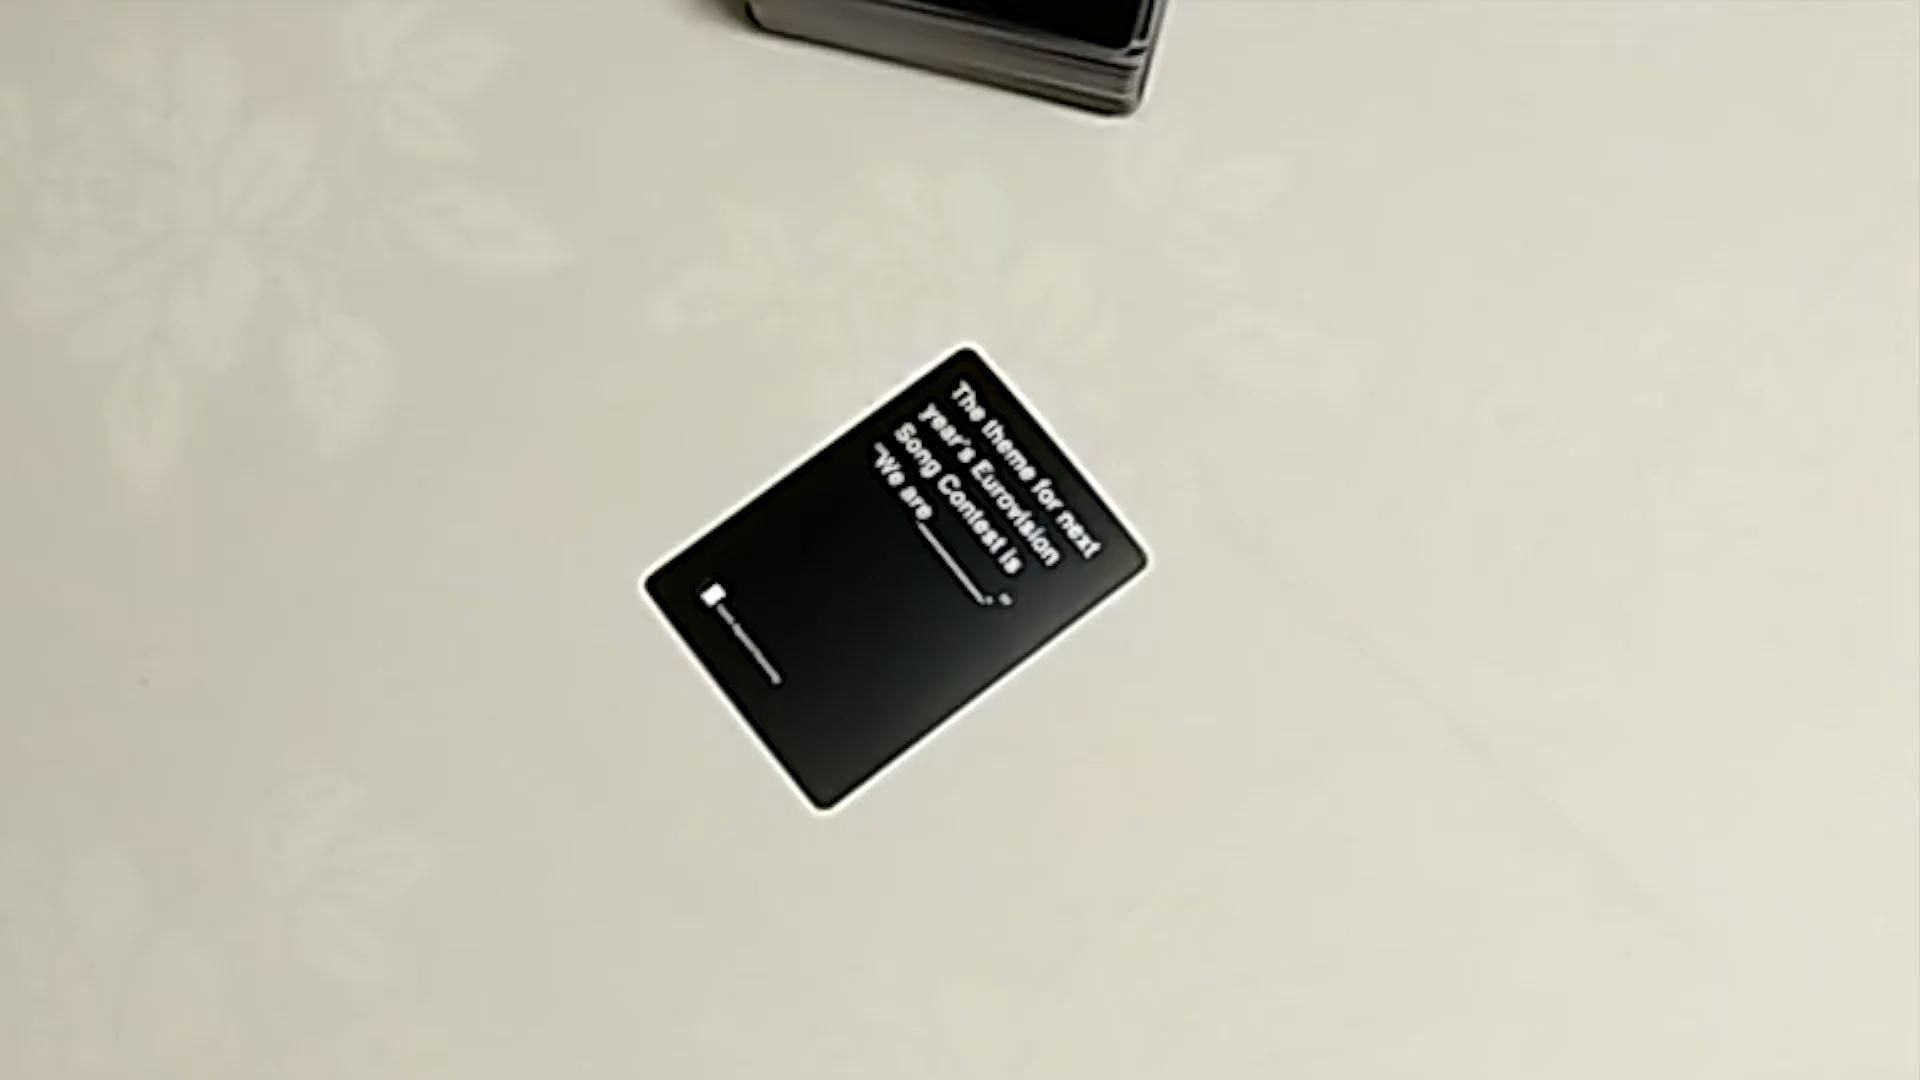 The theme for next
year's Eurovision
Song Contest is
"We are ______."